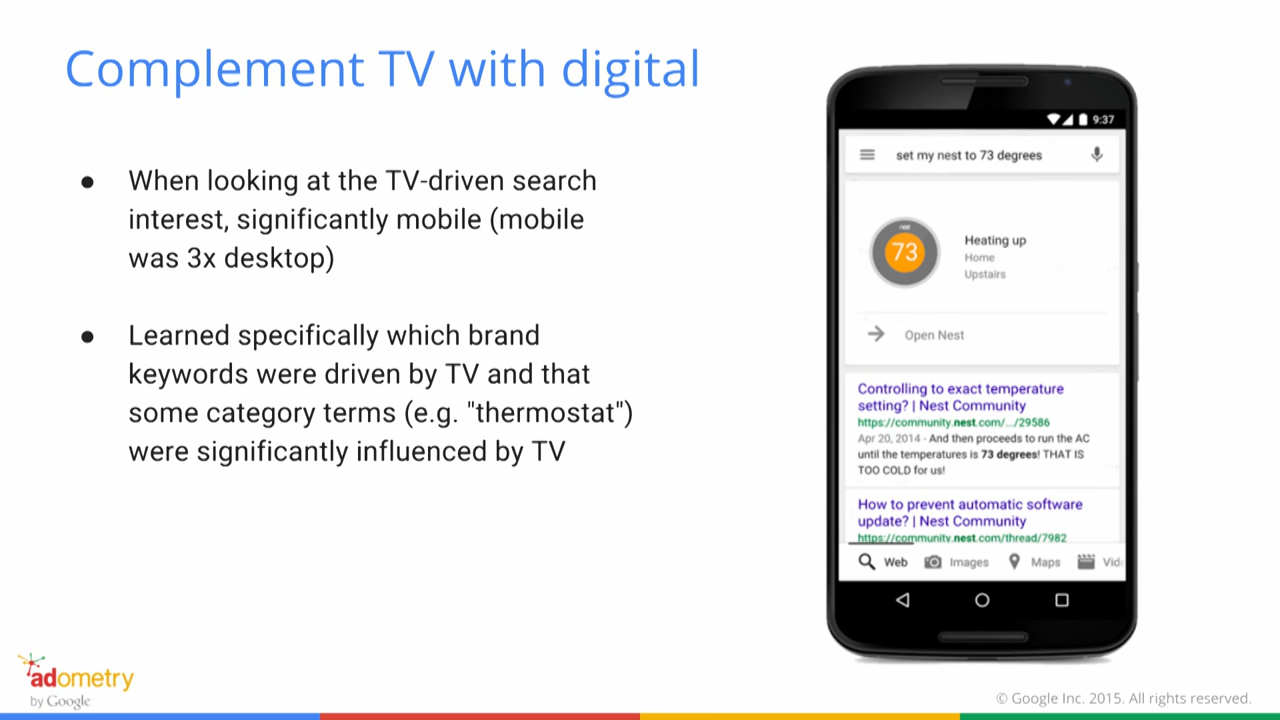 Complement TV with digital
● When looking at the TV-driven search
interest, significantly mobile (mobile
was 3x desktop)
● Learned specifically which brand
keywords were driven by TV and that
some category terms (e.g. "thermostat")
were significantly influenced by TV
9:37
set my nest to 73 degrees
nest
73
Heating up
Home
Upstairs
Open Nest
Controlling to exact temperature
setting? | Nest Community
https://community.nest.com/.../29586
Apr 20, 2014 - And then proceeds to run the AC
until the temperatures is 73 degrees! THAT IS
TOO COLD for us!
How to prevent automatic software
update? | Nest Community
https://community.nest.com/thread/7982
Web Images Maps Vid
adometry
by Google
© Google Inc. 2015. All rights reserved.